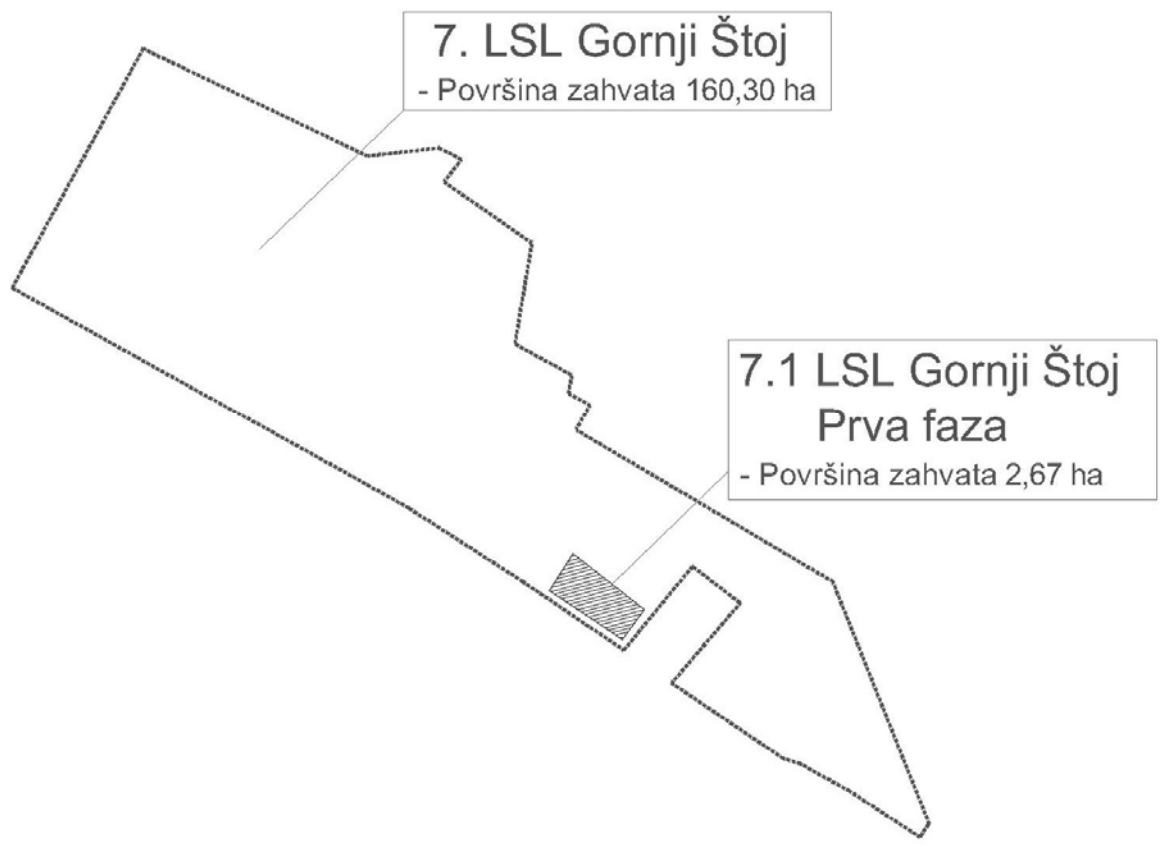 7. LSL Gornji Štoj
- Površina zahvata 160,30 ha
7.1 LSL Gornji Štoj
Prva faza
- Površina zahvata 2,67 ha